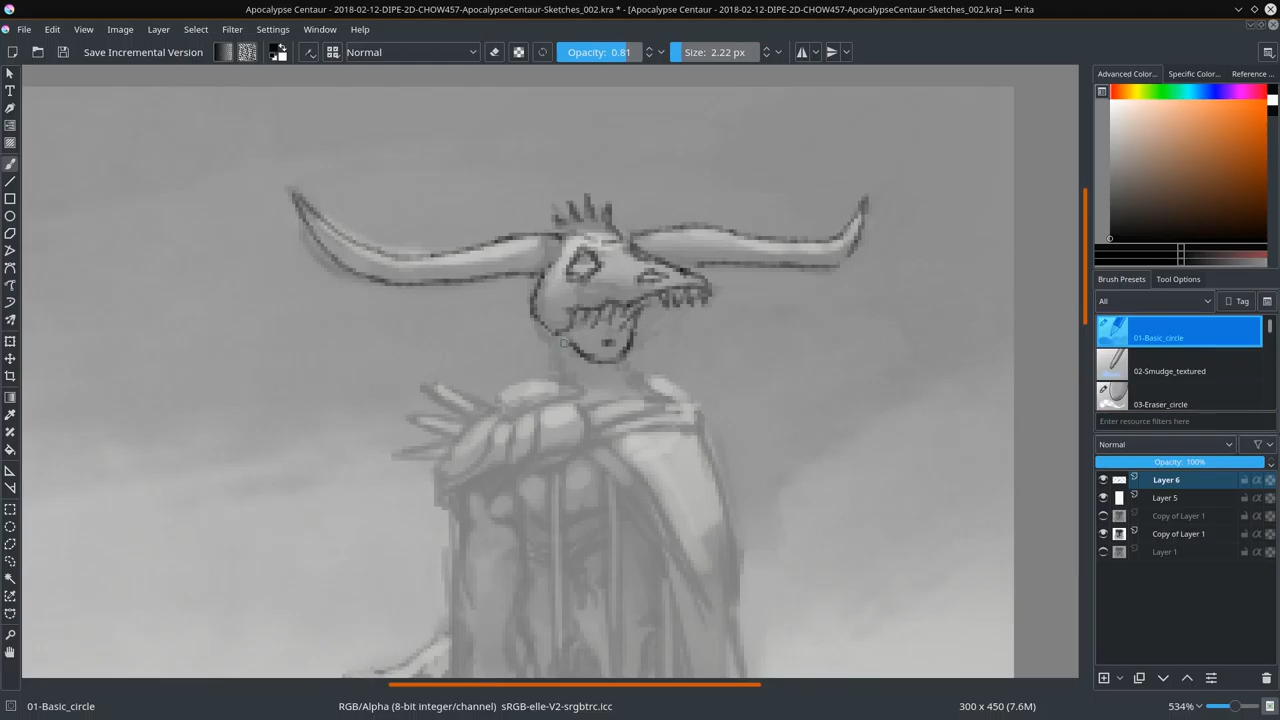 Apocalypse Centaur - 2018-02-12-DIPE-2D-CHOW457-ApocalypseCentaur-Sketches_002.kra * - [Apocalypse Centaur - 2018-02-12-DIPE-2D-CHOW457-ApocalypseCentaur-Sketches_002.kra] — Krita
File Edit View Image Layer Select Filter Settings Window Help
Save Incremental Version Normal Opacity: 0.81 Size: 2.22 px
Advanced Color... Specific Color... Reference ...
Brush Presets Tool Options
All Tag
01-Basic_circle
02-Smudge_textured
03-Eraser_circle
Enter resource filters here
Normal
Opacity: 100%
Layer 6
Layer 5
Copy of Layer 1
Copy of Layer 1
Layer 1
01-Basic_circle RGB/Alpha (8-bit integer/channel) sRGB-elle-V2-srgbtrc.icc 300 x 450 (7.6M) 534%